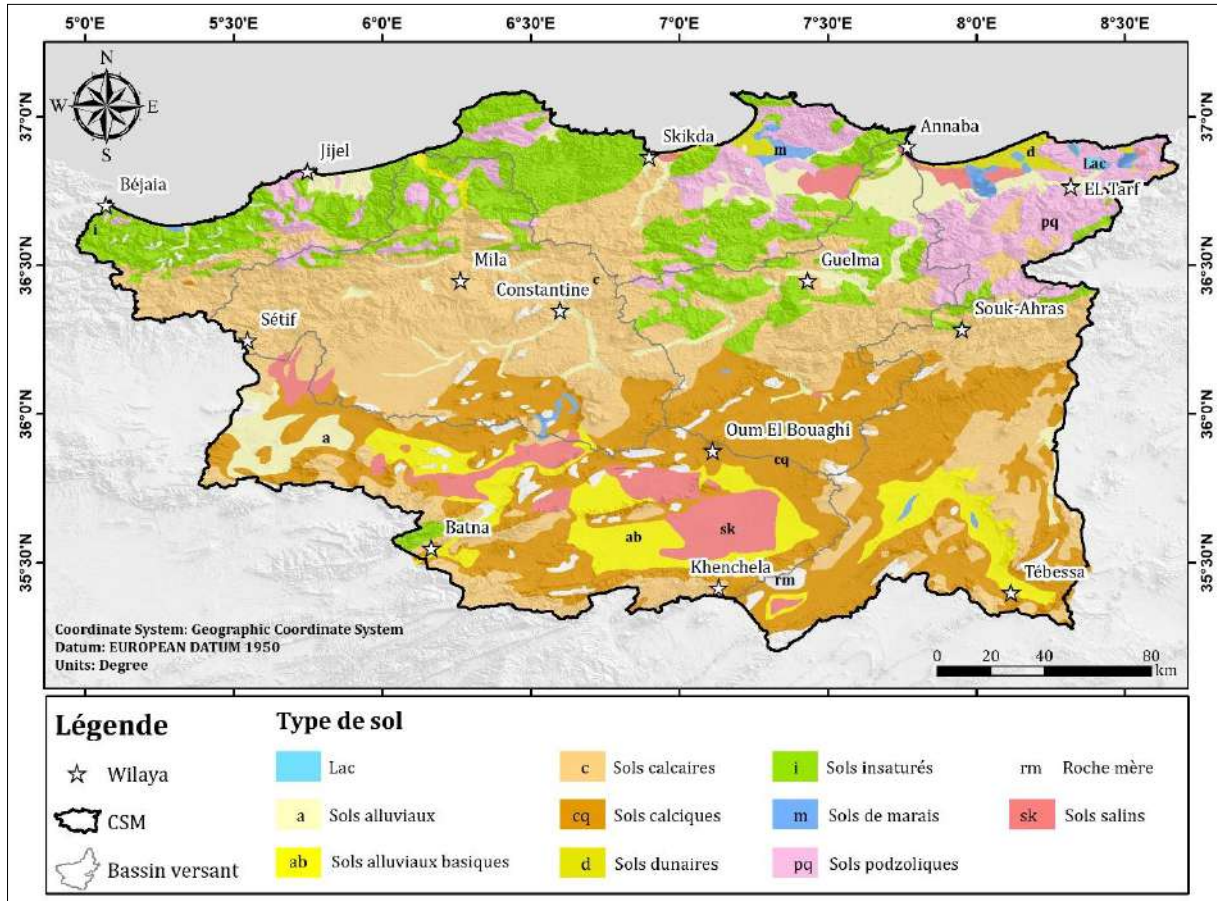 5°0'E 5°30'E 6°0'E 6°30'E 7°0'E 7°30'E 8°0'E 8°30'E
N
W E
S
37°0'N 37°0'N
36°30'N 36°30'N
36°0'N 36°0'N
35°30'N 35°30'N
Annaba
Skikda
m
d
Jijel
Lac
Béjaia
EL-Tarf
i
pq
Mila
Guelma
c
Constantine
Souk-Ahras
Sétif
a
Oum El Bouaghi
cq
Batna
ab
sk
Khenchela
rm
Tébessa
Coordinate System: Geographic Coordinate System
Datum: EUROPEAN DATUM 1950
Units: Degree
0 20 40 80
km
Légende
Wilaya
CSM
Bassin versant
Type de sol
Lac
a Sols alluviaux
ab Sols alluviaux basiques
c Sols calcaires
cq Sols calciques
d Sols dunaires
i Sols insaturés
m Sols de marais
pq Sols podzoliques
rm Roche mère
sk Sols salins